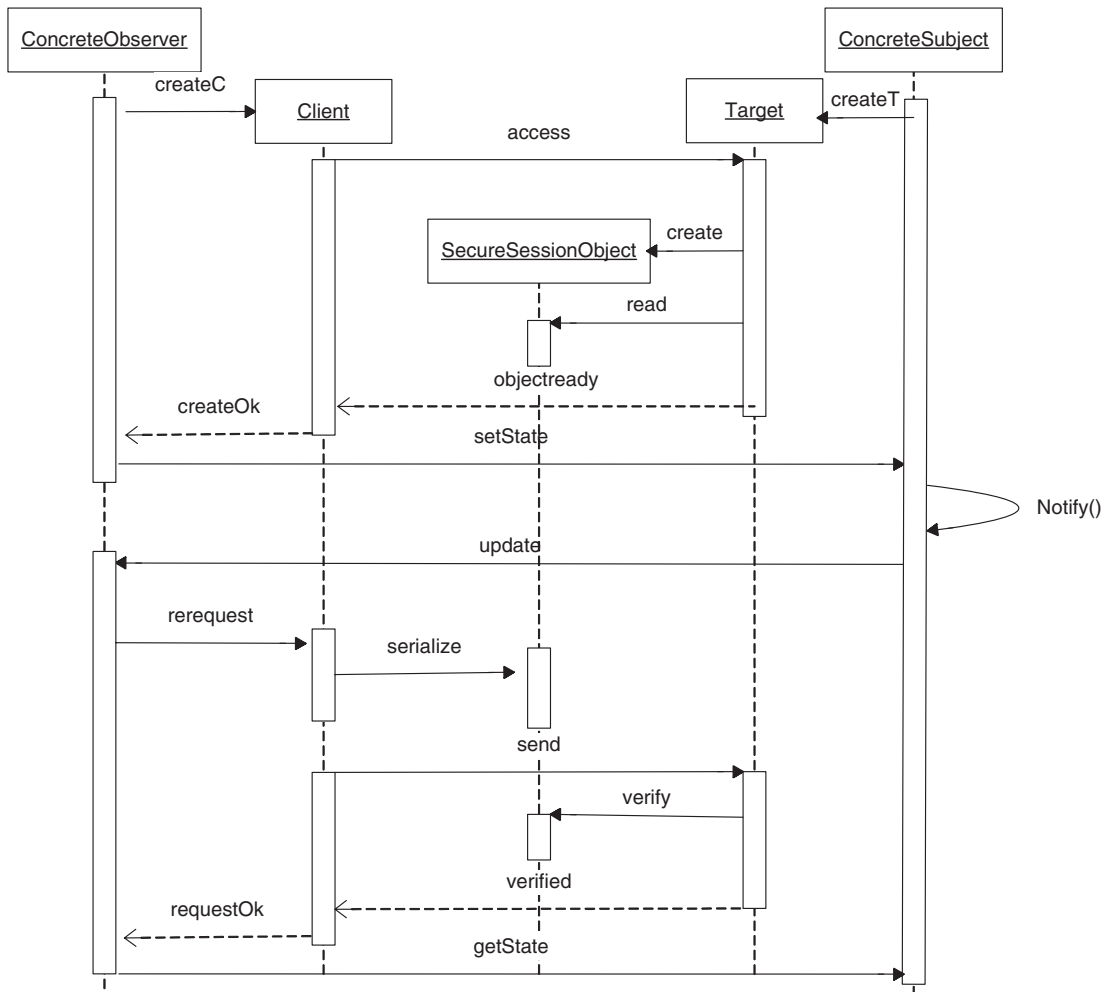 ConcreteObserver
ConcreteSubject
createC
Client
Target
createT
access
create
SecureSessionObject
read
objectready
createOk
setState
Notify()
update
rerequest
serialize
send
verify
verified
requestOk
getState